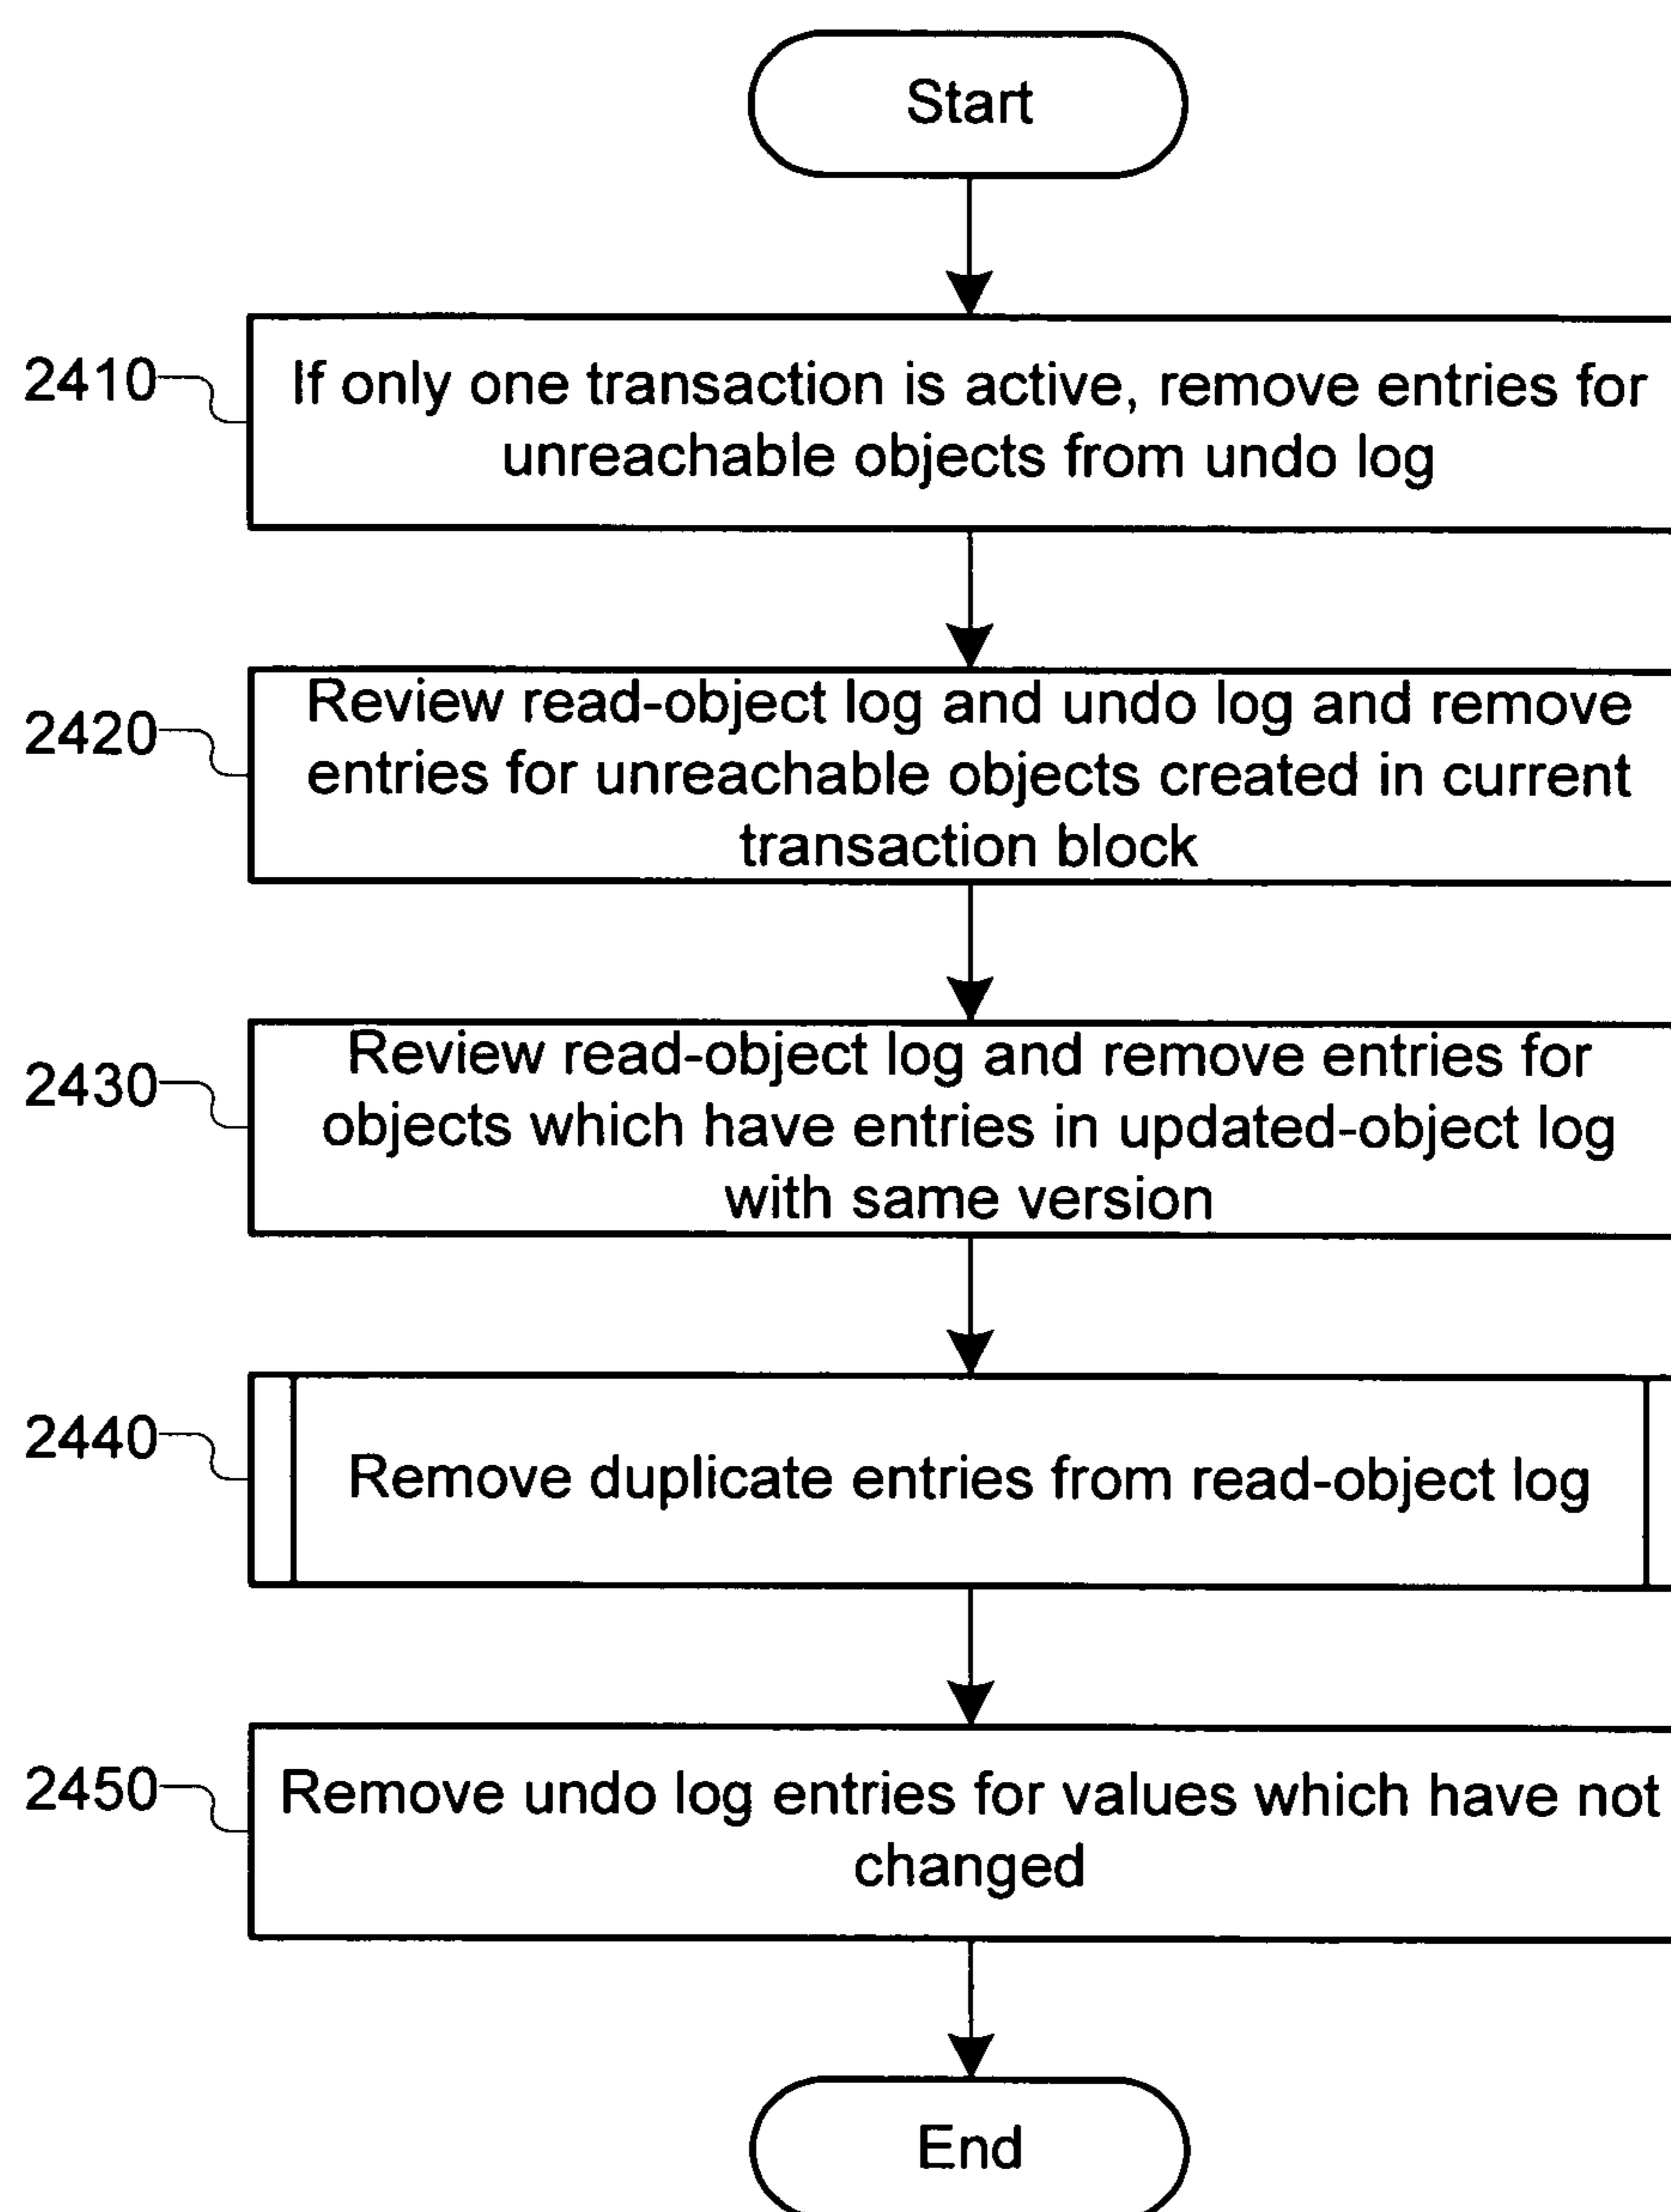 Start
2410
If only one transaction is active, remove entries for
unreachable objects from undo log
2420
Review read-object log and undo log and remove
entries for unreachable objects created in current
transaction block
2430
Review read-object log and remove entries for
objects which have entries in updated-object log
with same version
2440
Remove duplicate entries from read-object log
2450
Remove undo log entries for values which have not
changed
End